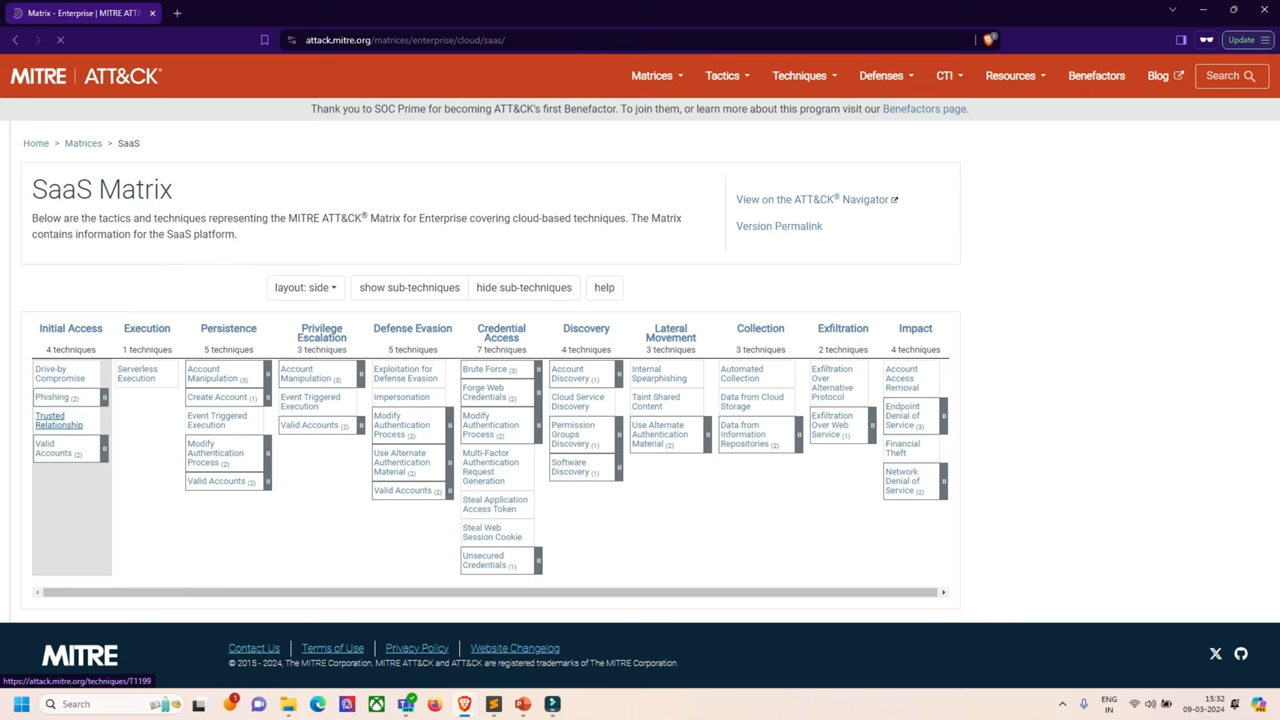 Matrix - Enterprise | MITRE ATT&
attack.mitre.org/matrices/enterprise/cloud/saas/
Update
MITRE | ATT&CK®
Matrices
Tactics
Techniques
Defenses
CTI
Resources
Benefactors
Blog
Search
Thank you to SOC Prime for becoming ATT&CK's first Benefactor. To join them, or learn more about this program visit our Benefactors page.
Home > Matrices > SaaS
SaaS Matrix
Below are the tactics and techniques representing the MITRE ATT&CK® Matrix for Enterprise covering cloud-based techniques. The Matrix
contains information for the SaaS platform.
View on the ATT&CK® Navigator
Version Permalink
layout: side
show sub-techniques
hide sub-techniques
help
Initial Access
4 techniques
Drive-by
Compromise
Phishing (2)
Trusted
Relationship
Valid
Accounts (2)
Execution
1 techniques
Serverless
Execution
Persistence
5 techniques
Account
Manipulation (3)
Create Account (1)
Event Triggered
Execution
Modify
Authentication
Process (2)
Valid Accounts (2)
Privilege
Escalation
3 techniques
Account
Manipulation (3)
Event Triggered
Execution
Valid Accounts (2)
Defense Evasion
5 techniques
Exploitation for
Defense Evasion
Impersonation
Modify
Authentication
Process (2)
Use Alternate
Authentication
Material (2)
Valid Accounts (2)
Credential
Access
7 techniques
Brute Force (3)
Forge Web
Credentials (2)
Modify
Authentication
Process (2)
Multi-Factor
Authentication
Request
Generation
Steal Application
Access Token
Steal Web
Session Cookie
Unsecured
Credentials (1)
Discovery
4 techniques
Account
Discovery (1)
Cloud Service
Discovery
Permission
Groups
Discovery (1)
Software
Discovery (1)
Lateral
Movement
3 techniques
Internal
Spearphishing
Taint Shared
Content
Use Alternate
Authentication
Material (2)
Collection
3 techniques
Automated
Collection
Data from Cloud
Storage
Data from
Information
Repositories (2)
Exfiltration
2 techniques
Exfiltration
Over
Alternative
Protocol
Exfiltration
Over Web
Service (1)
Impact
4 techniques
Account
Access
Removal
Endpoint
Denial of
Service (3)
Financial
Theft
Network
Denial of
Service (2)
MITRE
Contact Us
Terms of Use
Privacy Policy
Website Changelog
© 2015 - 2024, The MITRE Corporation. MITRE ATT&CK and ATT&CK are registered trademarks of The MITRE Corporation.
https://attack.mitre.org/techniques/T1199
Search
1
ENG
IN
15:32
09-03-2024